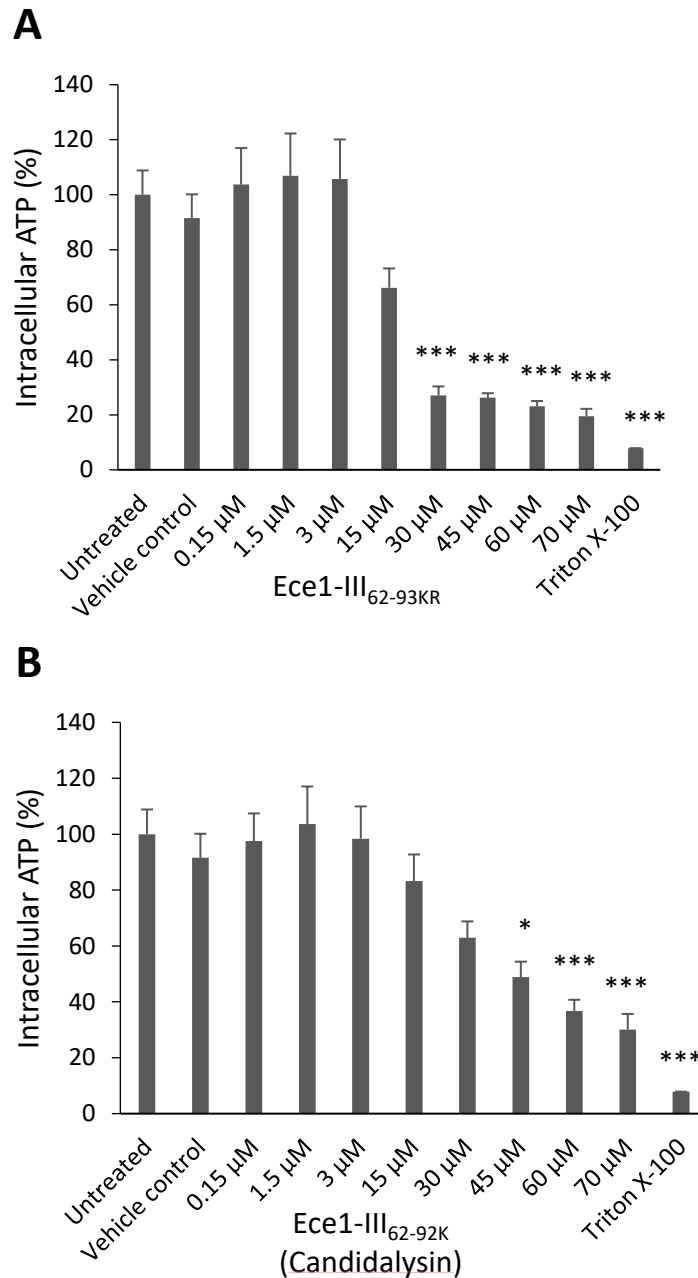 A
Intracellular ATP (%)
140
120
100
80
60
40
20
0
*** *** *** *** ***
Untreated Vehicle control 0.15 µM 1.5 µM 3 µM 15 µM 30 µM 45 µM 60 µM 70 µM Triton X-100
Ece1-III62-93KR
B
Intracellular ATP (%)
140
120
100
80
60
40
20
0
* *** *** ***
Untreated Vehicle control 0.15 µM 1.5 µM 3 µM 15 µM 30 µM 45 µM 60 µM 70 µM Triton X-100
Ece1-III62-92K
(Candidalysin)